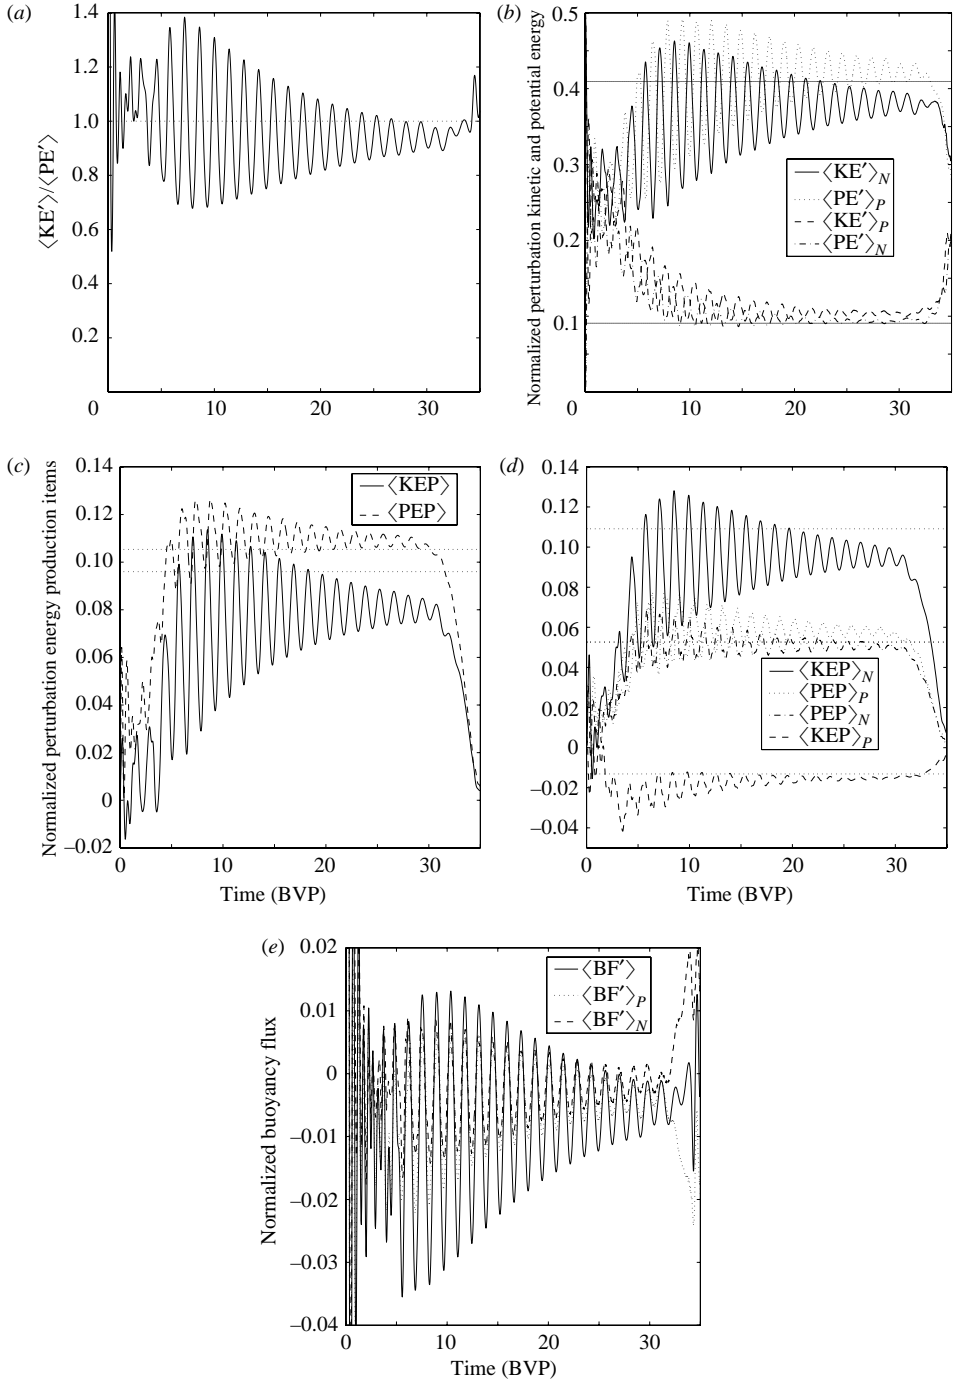 (a)
1.4
1.2
1.0
0.8
0.6
0.4
0.2
0
10
20
30
⟨KE′⟩/⟨PE′⟩
(b)
0.5
0.4
0.3
0.2
0.1
0
10
20
30
Normalized perturbation kinetic and potential energy
⟨KE′⟩N
⟨PE′⟩P
⟨KE′⟩P
⟨PE′⟩N
(c)
0.14
0.12
0.10
0.08
0.06
0.04
0.02
0
–0.02
0
10
20
30
Normalized perturbation energy production items
⟨KEP⟩
⟨PEP⟩
Time (BVP)
(d)
0.14
0.12
0.10
0.08
0.06
0.04
0.02
0
–0.02
–0.04
0
10
20
30
⟨KEP⟩N
⟨PEP⟩P
⟨PEP⟩N
⟨KEP⟩P
Time (BVP)
(e)
0.02
0.01
0
–0.01
–0.02
–0.03
–0.04
0
10
20
30
Normalized buoyancy flux
⟨BF′⟩
⟨BF′⟩P
⟨BF′⟩N
Time (BVP)